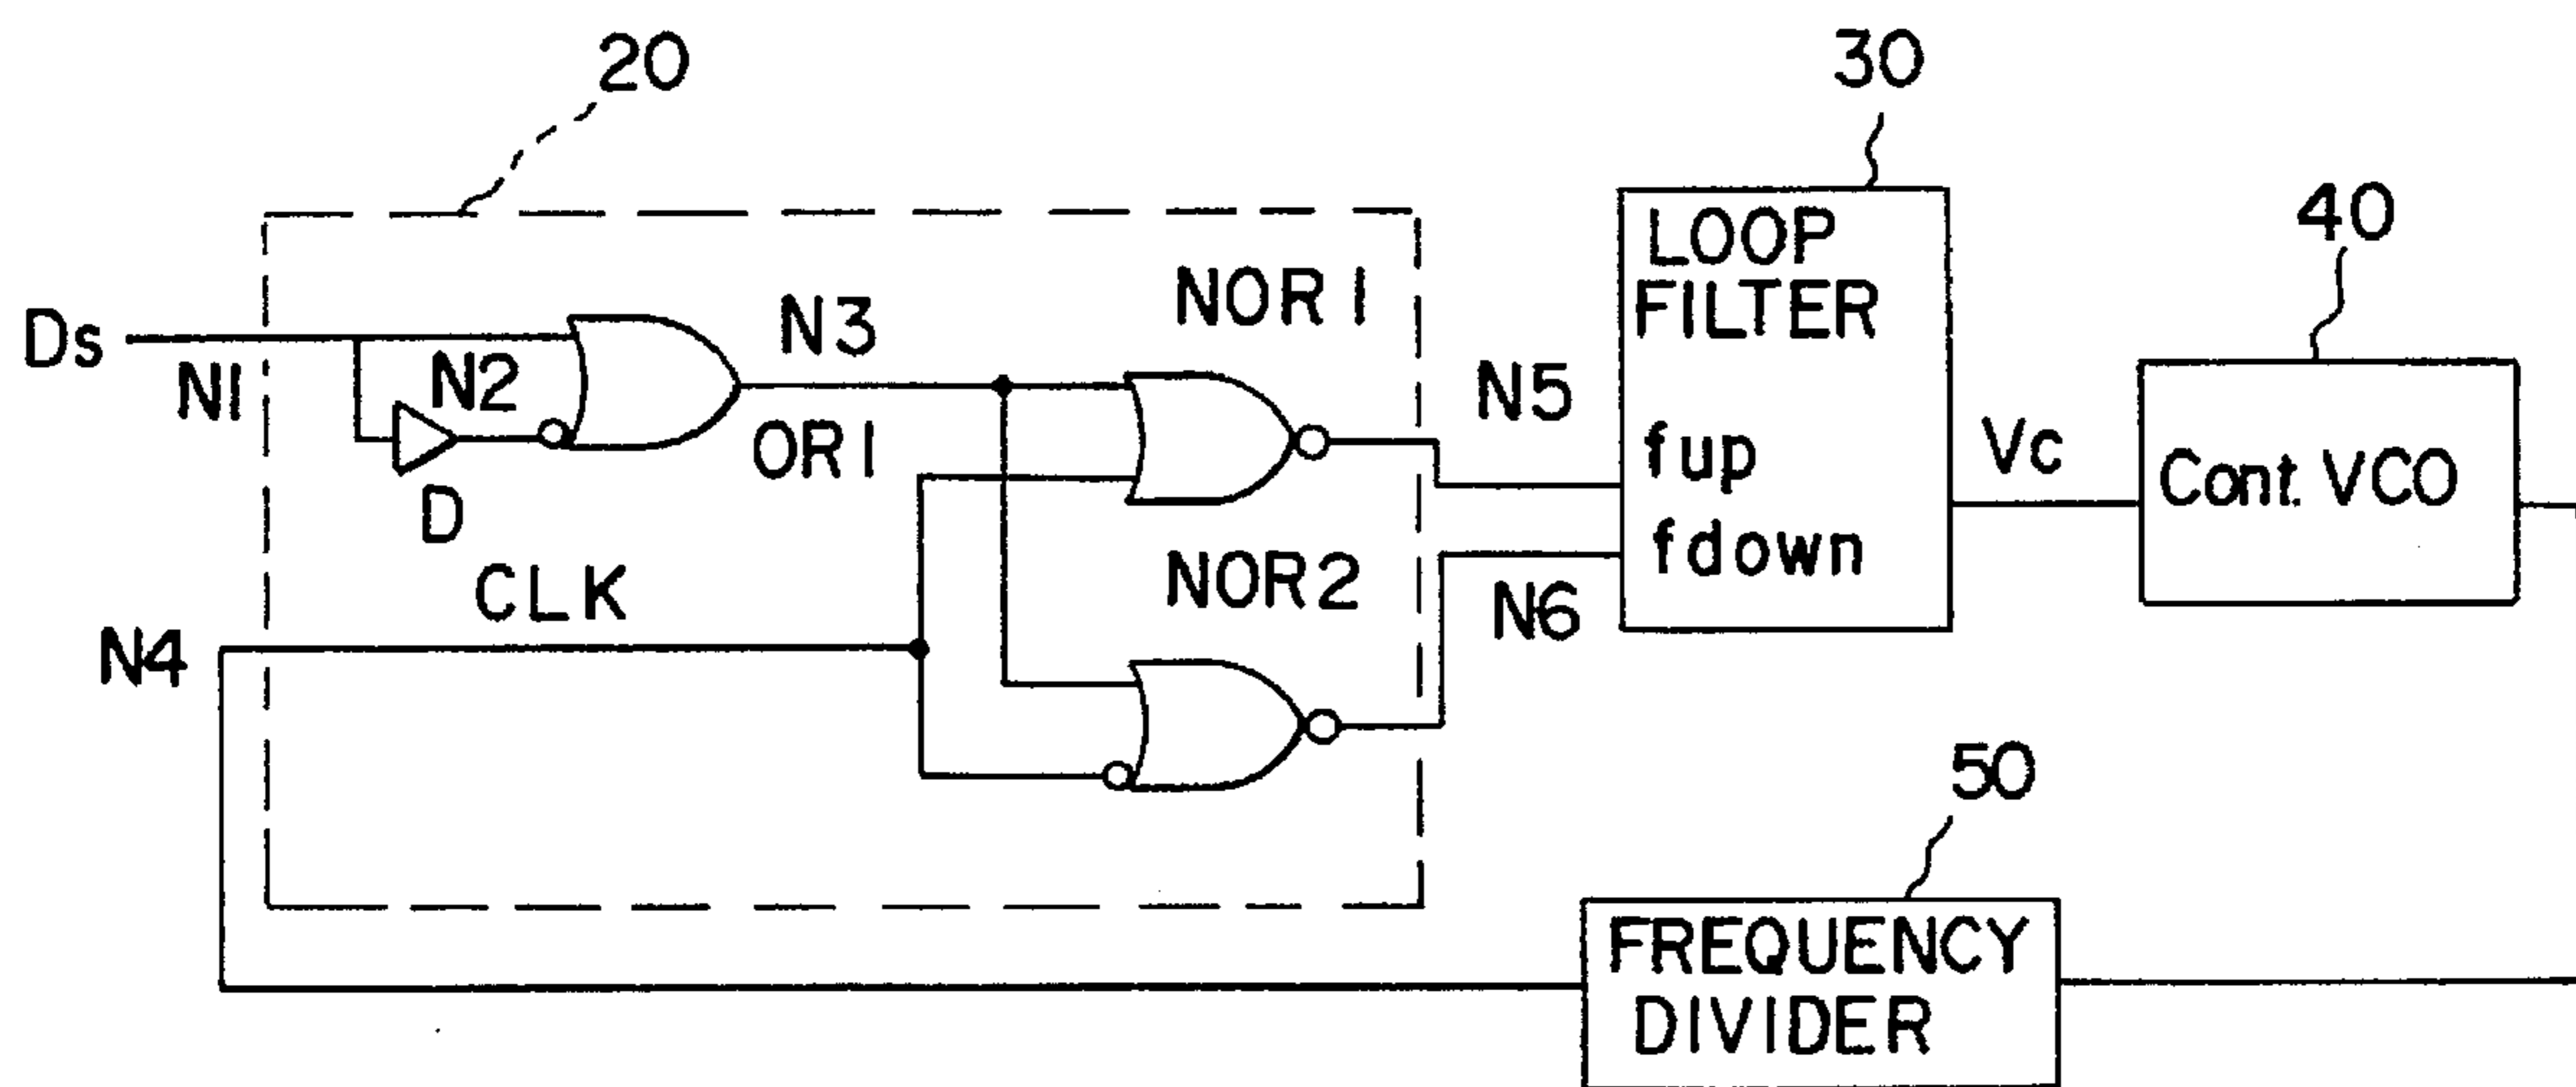 20
30
40
Ds
N1
N2
D
N3
OR1
NOR1
N5
LOOP
FILTER
fup
fdown
Vc
Cont. VCO
CLK
N4
NOR2
N6
50
FREQUENCY
DIVIDER